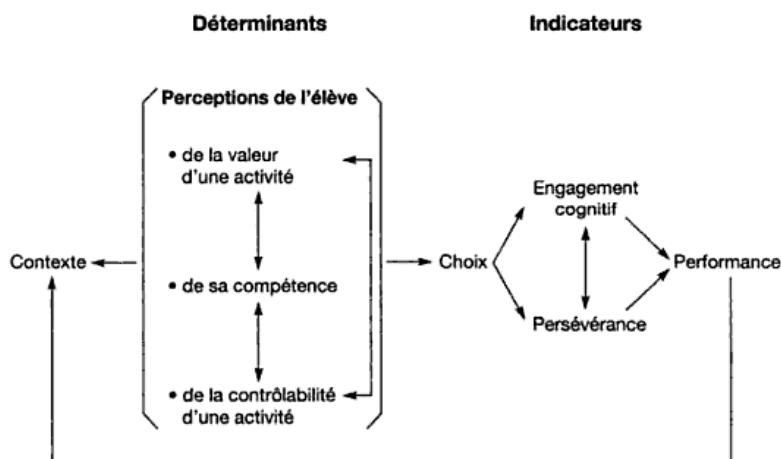 Déterminants
Indicateurs
Perceptions de l'élève
• de la valeur
d'une activité
Engagement
cognitif
Contexte
• de sa compétence
Choix
Performance
Persévérance
• de la contrôlabilité
d'une activité